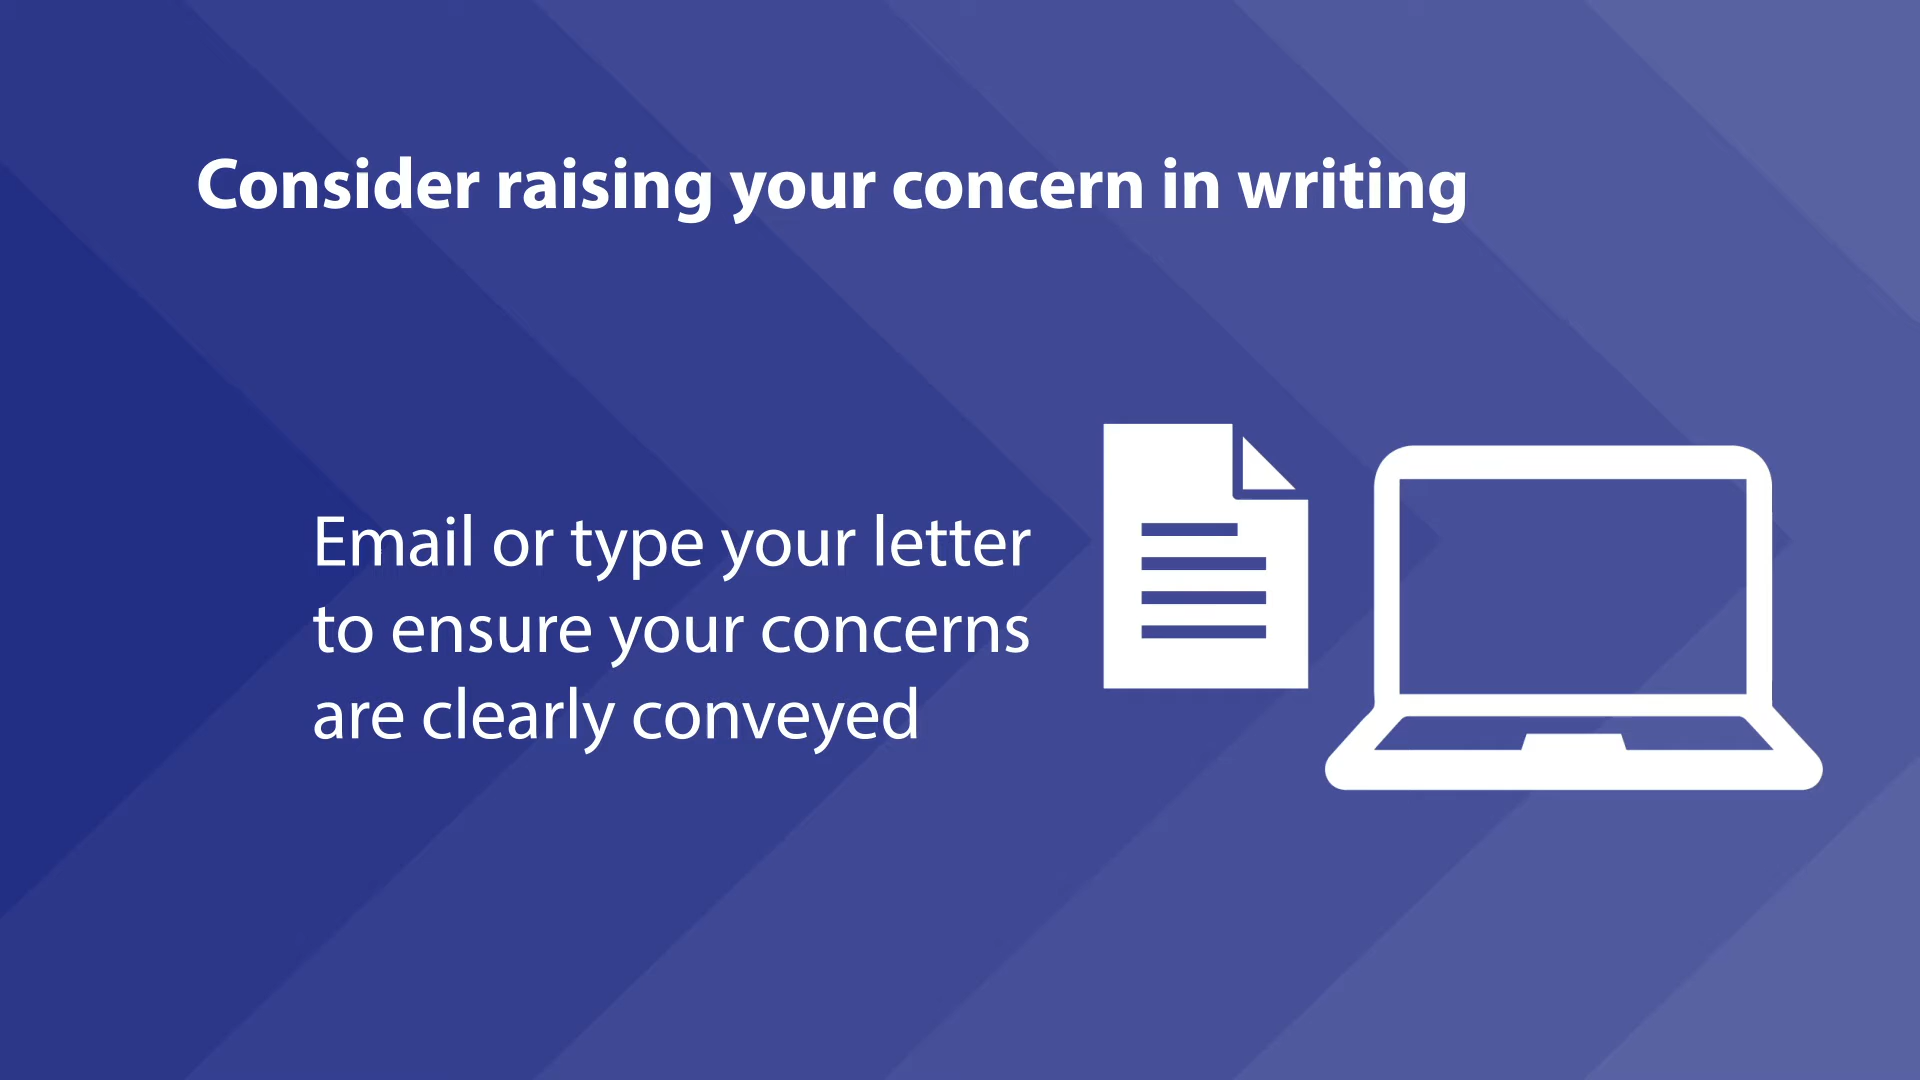 Consider raising your concern in writing
Email or type your letter
to ensure your concerns
are clearly conveyed